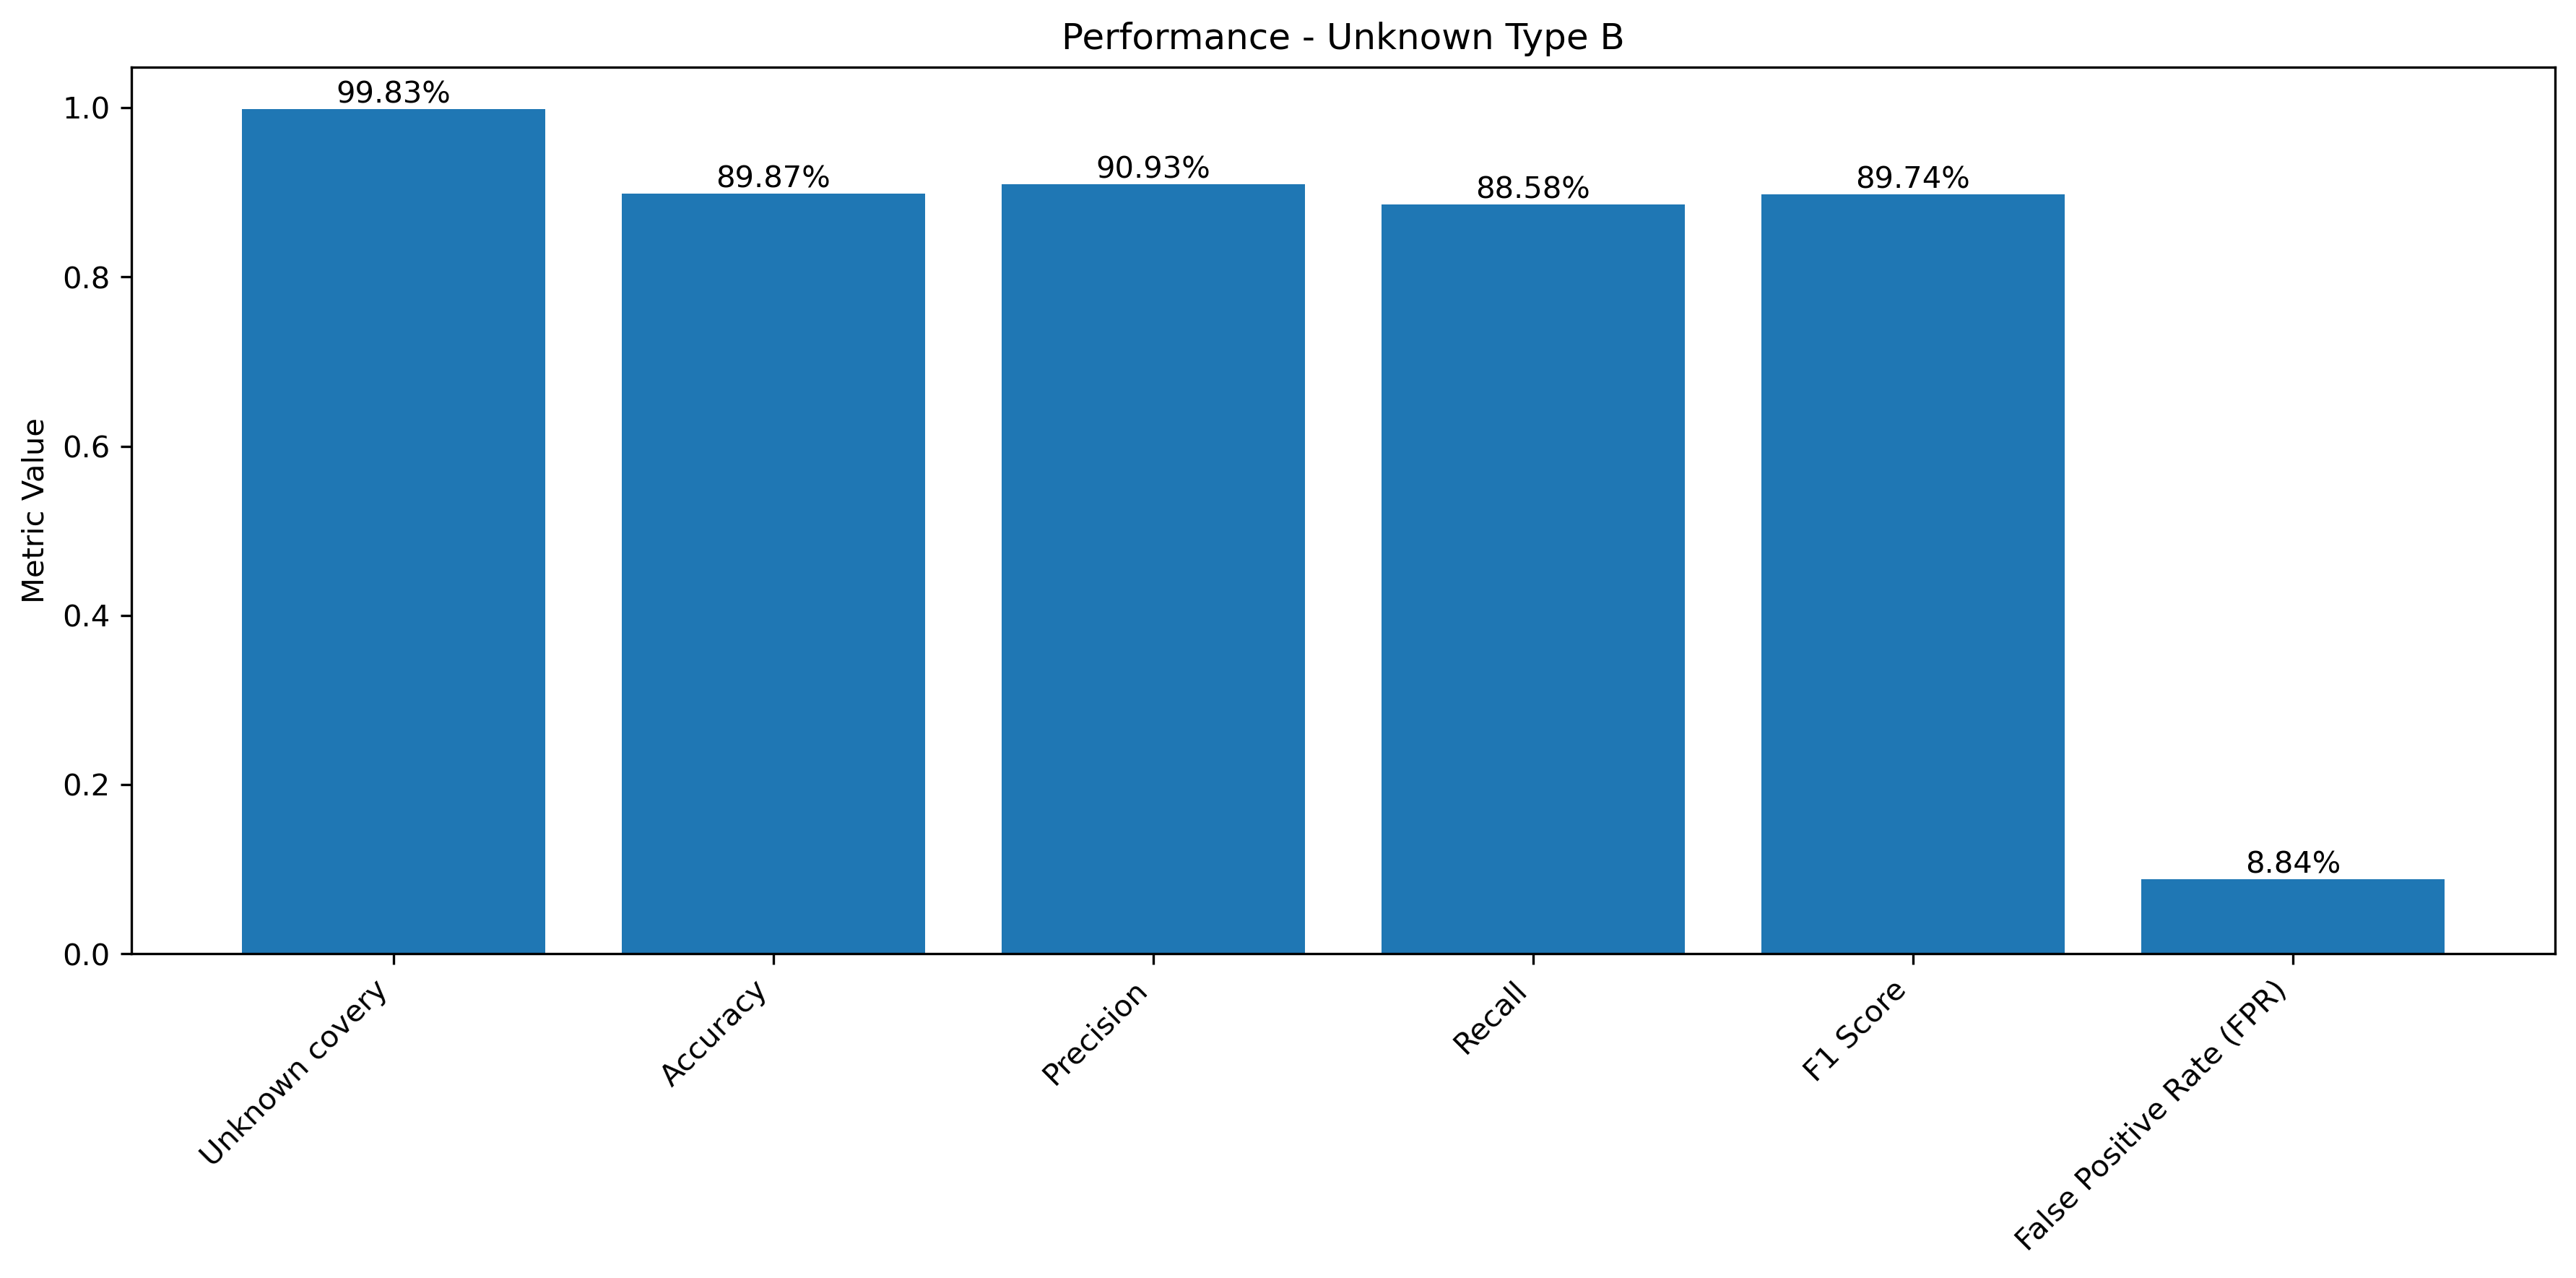 Performance - Unknown Type B
Metric Value
1.0
0.8
0.6
0.4
0.2
0.0
99.83%
89.87%
90.93%
88.58%
89.74%
8.84%
Unknown covery
Accuracy
Precision
Recall
F1 Score
False Positive Rate (FPR)